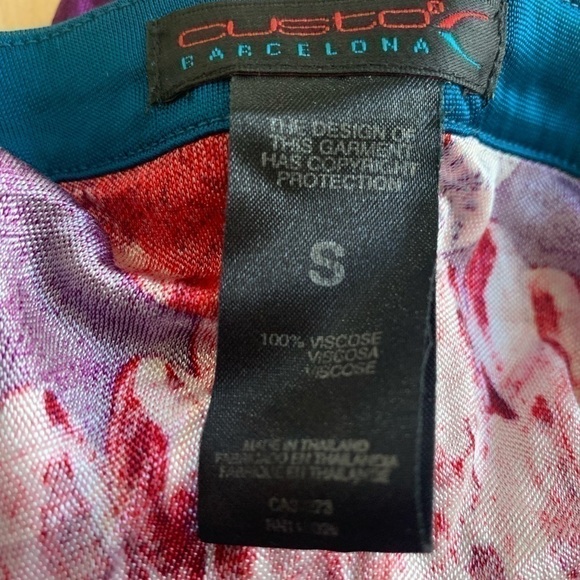 custo
BARCELONA
THE DESIGN OF
THIS GARMENT
HAS COPYRIGHT
PROTECTION
S
100% VISCOSE
VISCOSA
VISCOSE
MADE IN THAILAND
FABRICADO EN THAILANDIA
FABRIQUE EN THAILANDE